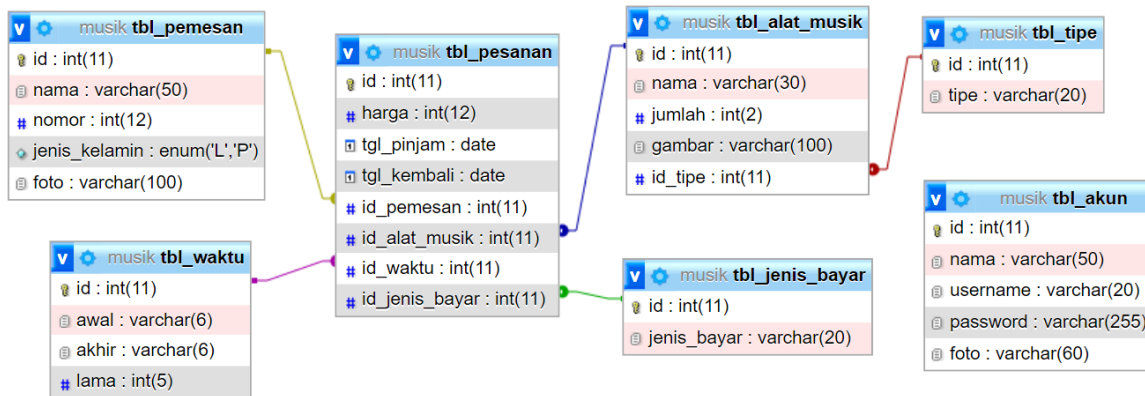 v musik tbl_pemesan
id : int(11)
nama : varchar(50)
nomor : int(12)
jenis_kelamin : enum('L','P')
foto : varchar(100)
v musik tbl_waktu
id : int(11)
awal : varchar(6)
akhir : varchar(6)
lama : int(5)
v musik tbl_pesanan
id : int(11)
harga : int(12)
tgl_pinjam : date
tgl_kembali : date
id_pemesan : int(11)
id_alat_musik : int(11)
id_waktu : int(11)
id_jenis_bayar : int(11)
v musik tbl_alat_musik
id : int(11)
nama : varchar(30)
jumlah : int(2)
gambar : varchar(100)
id_tipe : int(11)
v musik tbl_jenis_bayar
id : int(11)
jenis_bayar : varchar(20)
v musik tbl_tipe
id : int(11)
tipe : varchar(20)
v musik tbl_akun
id : int(11)
nama : varchar(50)
username : varchar(20)
password : varchar(255)
foto : varchar(60)